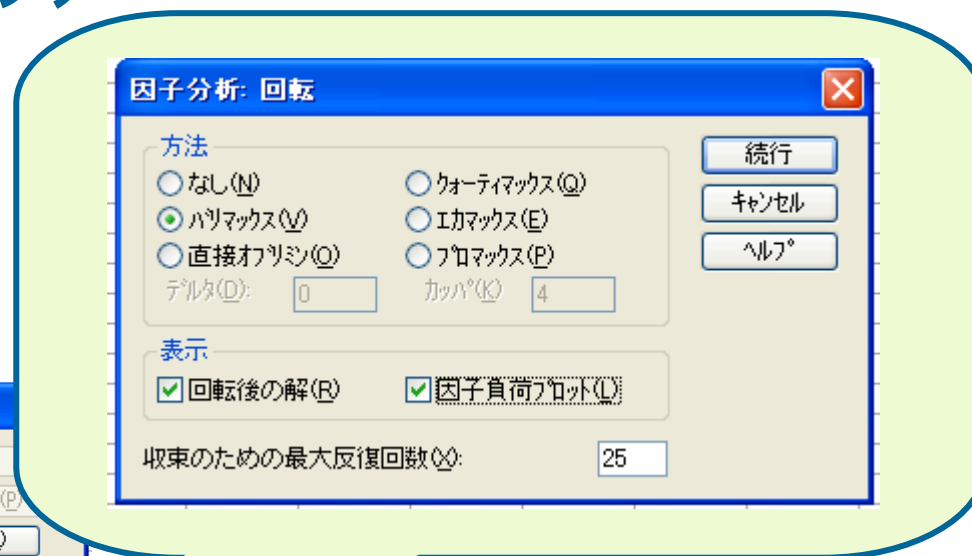 因子分析: 回転
方法
なし(N) クォーティマックス(Q)
バリマックス(V) エカマックス(E)
直接オブリミン(O) プロマックス(P)
デルタ(D): 0 カッパ(K) 4
続行
キャンセル
ヘルプ
表示
回転後の解(R) 因子負荷プロット(L)
収束のための最大反復回数(X): 25
(P)